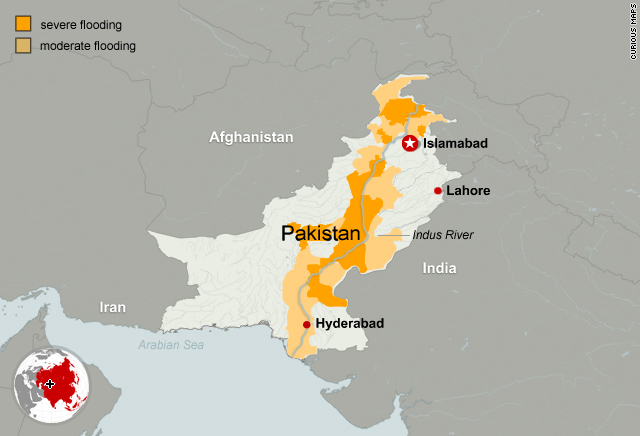 severe flooding
moderate flooding
CURIOUS MAPS
Afghanistan
Islamabad
Lahore
Pakistan
Indus River
India
Iran
Hyderabad
Arabian Sea